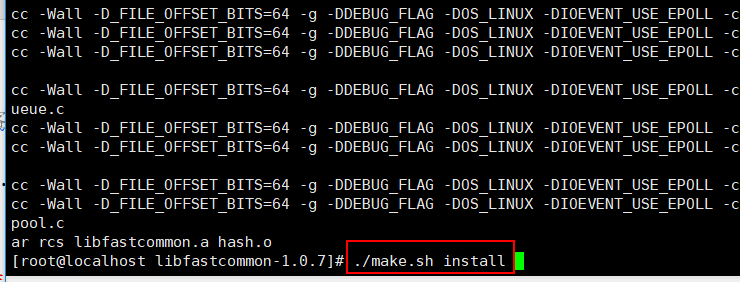 cc -Wall -D_FILE_OFFSET_BITS=64 -g -DDEBUG_FLAG -DOS_LINUX -DIOEVENT_USE_EPOLL -c
cc -Wall -D_FILE_OFFSET_BITS=64 -g -DDEBUG_FLAG -DOS_LINUX -DIOEVENT_USE_EPOLL -c
cc -Wall -D_FILE_OFFSET_BITS=64 -g -DDEBUG_FLAG -DOS_LINUX -DIOEVENT_USE_EPOLL -c
cc -Wall -D_FILE_OFFSET_BITS=64 -g -DDEBUG_FLAG -DOS_LINUX -DIOEVENT_USE_EPOLL -c
ueue.c
cc -Wall -D_FILE_OFFSET_BITS=64 -g -DDEBUG_FLAG -DOS_LINUX -DIOEVENT_USE_EPOLL -c
cc -Wall -D_FILE_OFFSET_BITS=64 -g -DDEBUG_FLAG -DOS_LINUX -DIOEVENT_USE_EPOLL -c
cc -Wall -D_FILE_OFFSET_BITS=64 -g -DDEBUG_FLAG -DOS_LINUX -DIOEVENT_USE_EPOLL -c
cc -Wall -D_FILE_OFFSET_BITS=64 -g -DDEBUG_FLAG -DOS_LINUX -DIOEVENT_USE_EPOLL -c
pool.c
ar rcs libfastcommon.a hash.o
[root@localhost libfastcommon-1.0.7]# ./make.sh install